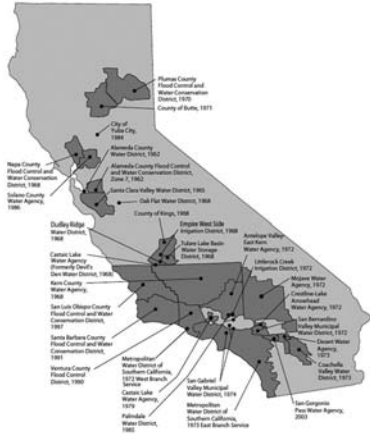 Plumas County
Flood Control and
Water Conservation
District, 1970
County of Butte, 1971
City of
Yuba City,
1984
Alameda County
Water District, 1962
Alameda County Flood Control
and Water Conservation District,
Zone 7, 1962
Napa County
Flood Control and
Water Conservation
District, 1968
Santa Clara Valley Water District, 1965
Solano County
Water Agency,
1986
Oak Flat Water District, 1968
County of Kings, 1968
Dudley Ridge
Water District,
1968
Empire West Side
Irrigation District, 1968
Tulare Lake Basin
Water Storage
District, 1968
Antelope Valley-
East Kern
Water Agency, 1972
Castaic Lake
Water Agency
(Formerly Devil's
Den Water District, 1968)
Littlerock Creek
Irrigation District, 1972
Mojave Water
Agency, 1972
Kern County
Water Agency,
1968
Crestline-Lake
Arrowhead
Water Agency, 1972
San Luis Obispo County
Flood Control and Water
Conservation District,
1997
San Bernardino
Valley Municipal
Water District, 1972
Santa Barbara County
Flood Control and Water
Conservation District,
1991
Desert Water
Agency,
1973
Coachella
Valley Water
District, 1973
Ventura County
Flood Control
District, 1990
Metropolitan
Water District of
Southern California,
1972 West Branch
Service
San Gabriel
Valley Municipal
Water District, 1974
San Gorgonio
Pass Water Agency,
2003
Castaic Lake
Water Agency,
1979
Metropolitan
Water District of
Southern California,
1973 East Branch Service
Palmdale
Water District,
1985